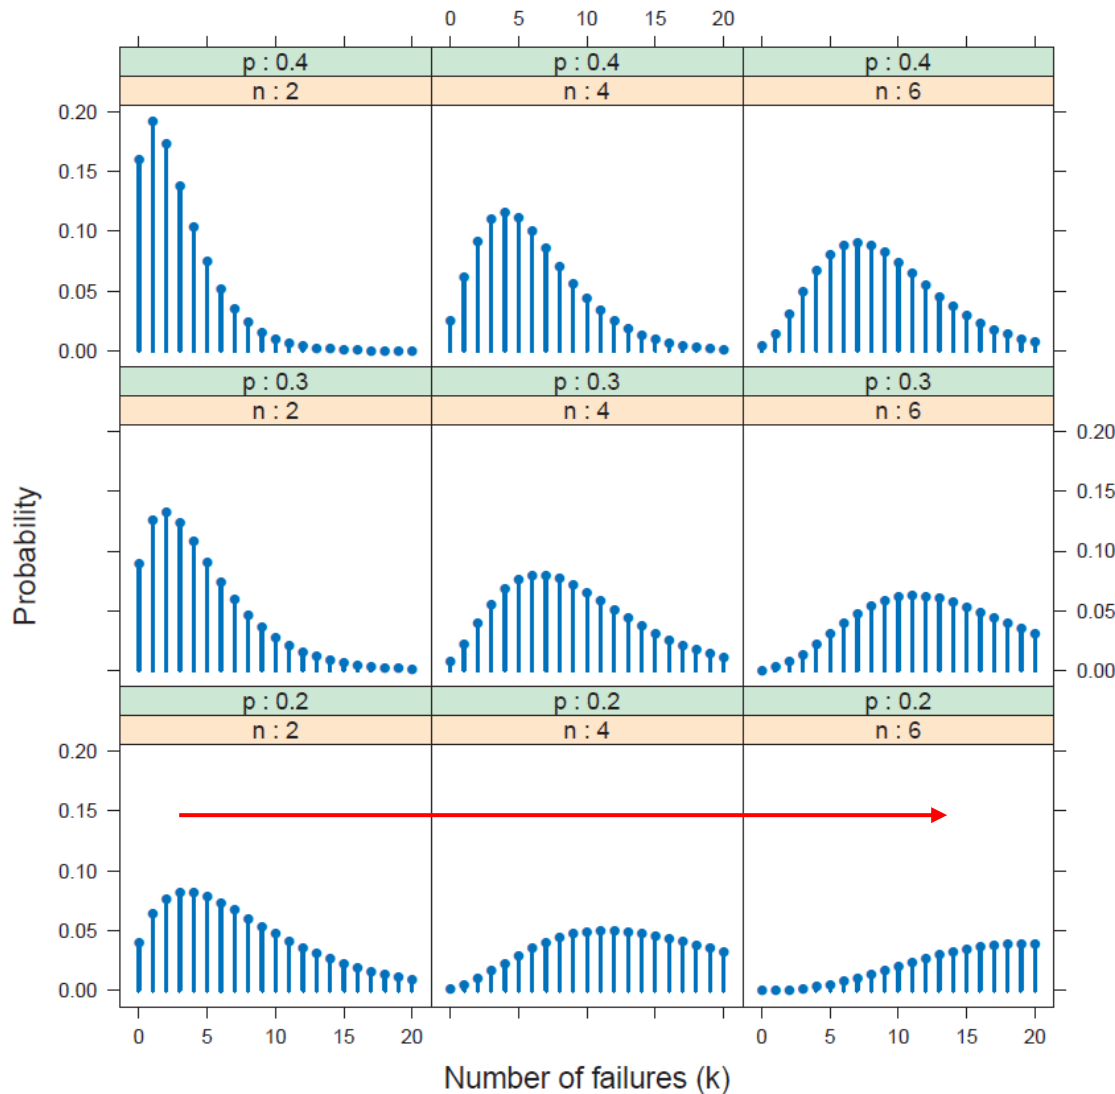 0 5 10 15 20
p : 0.4 p : 0.4 p : 0.4
n : 2 n : 4 n : 6
0.20
0.15
0.10
0.05
0.00
p : 0.3 p : 0.3 p : 0.3
n : 2 n : 4 n : 6
0.20
0.15
0.10
0.05
0.00
Probability
p : 0.2 p : 0.2 p : 0.2
n : 2 n : 4 n : 6
0.20
0.15
0.10
0.05
0.00
0 5 10 15 20 0 5 10 15 20
Number of failures (k)